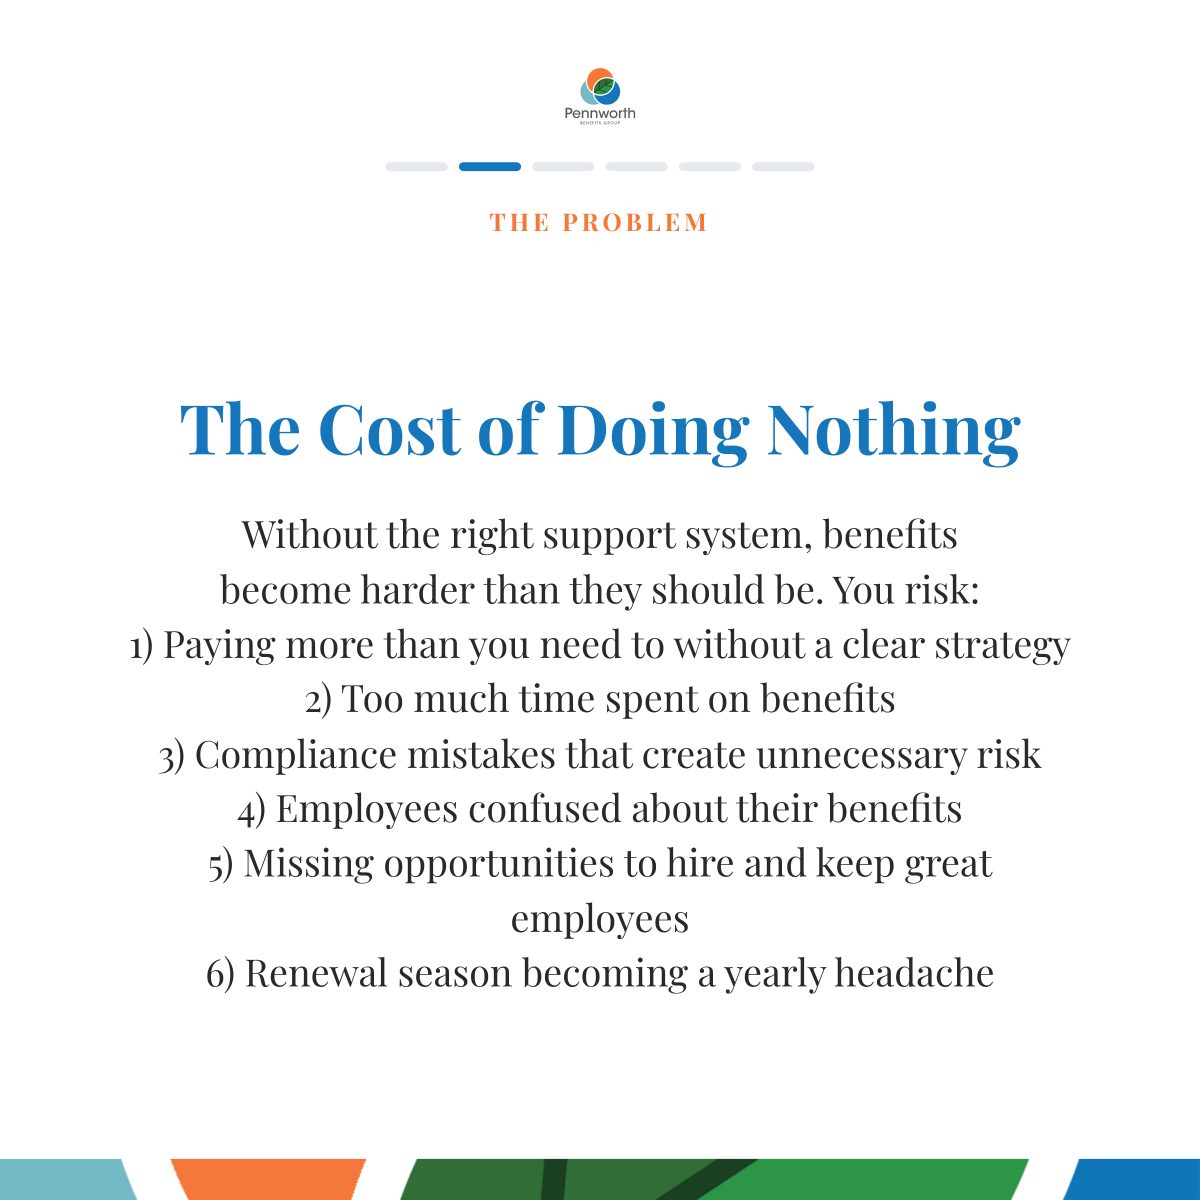 Pennworth
BENEFITS GROUP
THE PROBLEM
The Cost of Doing Nothing
Without the right support system, benefits
become harder than they should be. You risk:
1) Paying more than you need to without a clear strategy
2) Too much time spent on benefits
3) Compliance mistakes that create unnecessary risk
4) Employees confused about their benefits
5) Missing opportunities to hire and keep great
employees
6) Renewal season becoming a yearly headache